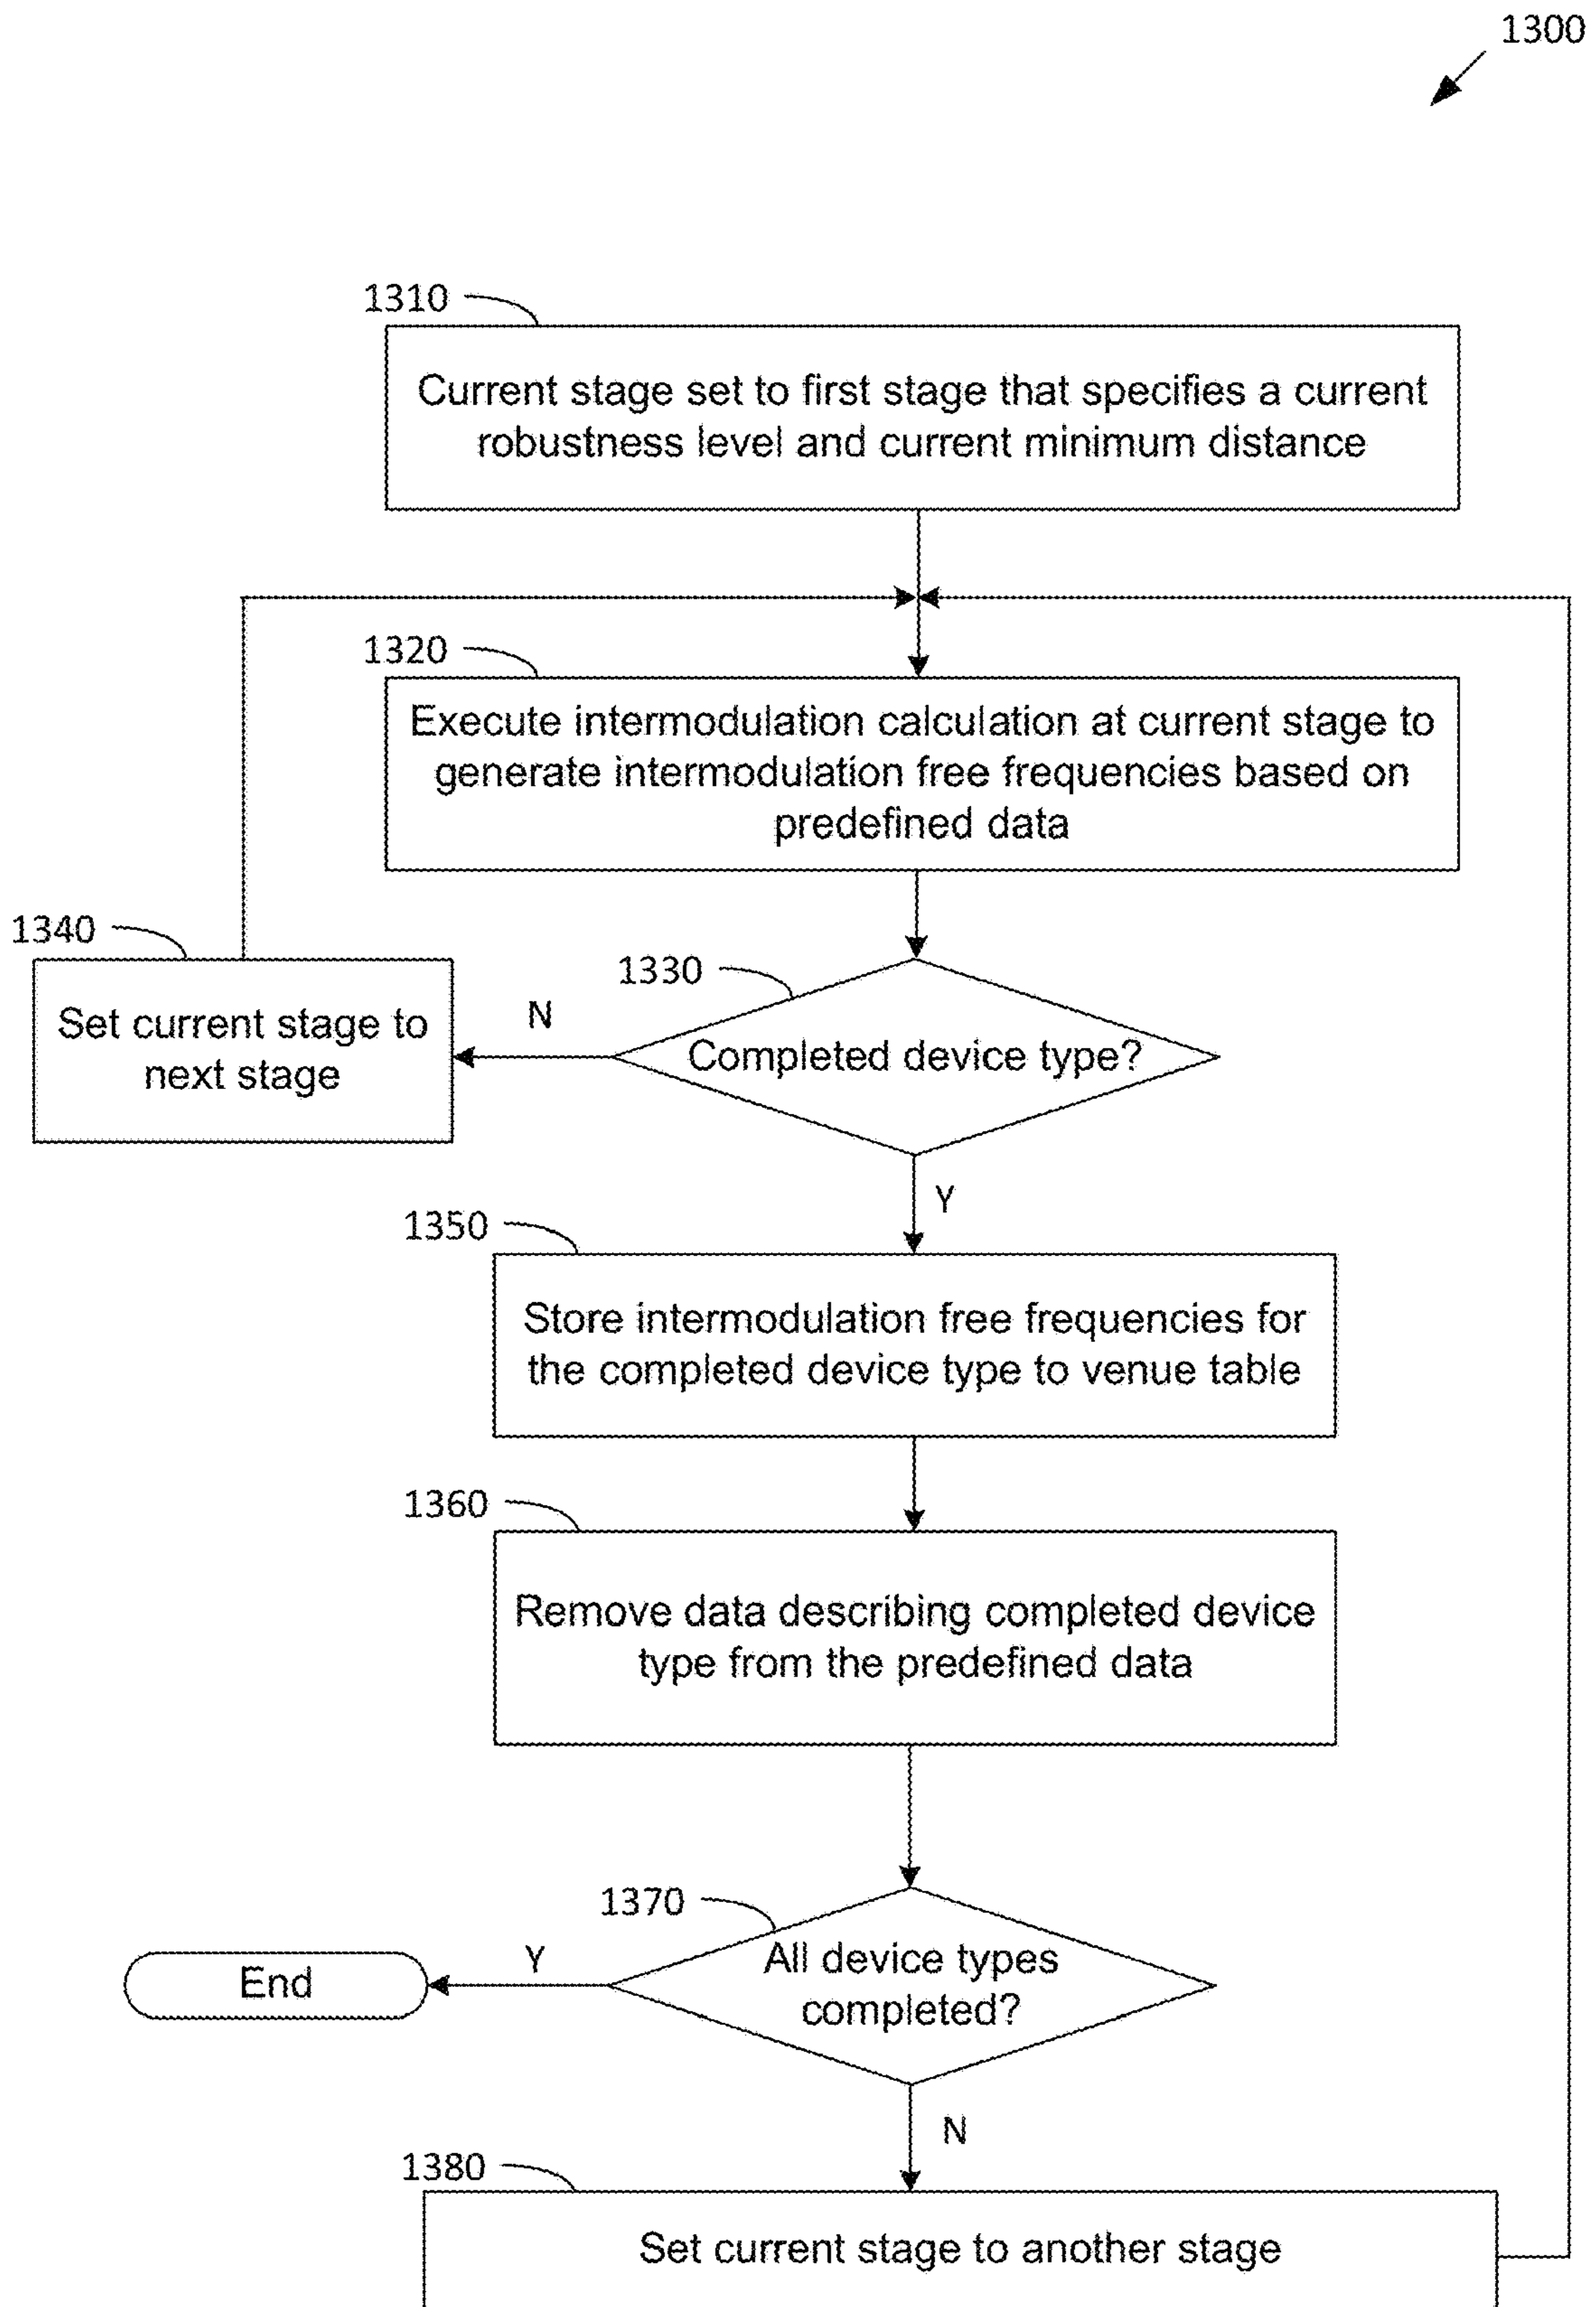 1300
1310
Current stage set to first stage that specifies a current
robustness level and current minimum distance
1320
Execute intermodulation calculation at current stage to
generate intermodulation free frequencies based on
predefined data
1340
Set current stage to
next stage
1330
N
Completed device type?
Y
1350
Store intermodulation free frequencies for
the completed device type to venue table
1360
Remove data describing completed device
type from the predefined data
1370
All device types
completed?
Y
End
N
1380
Set current stage to another stage